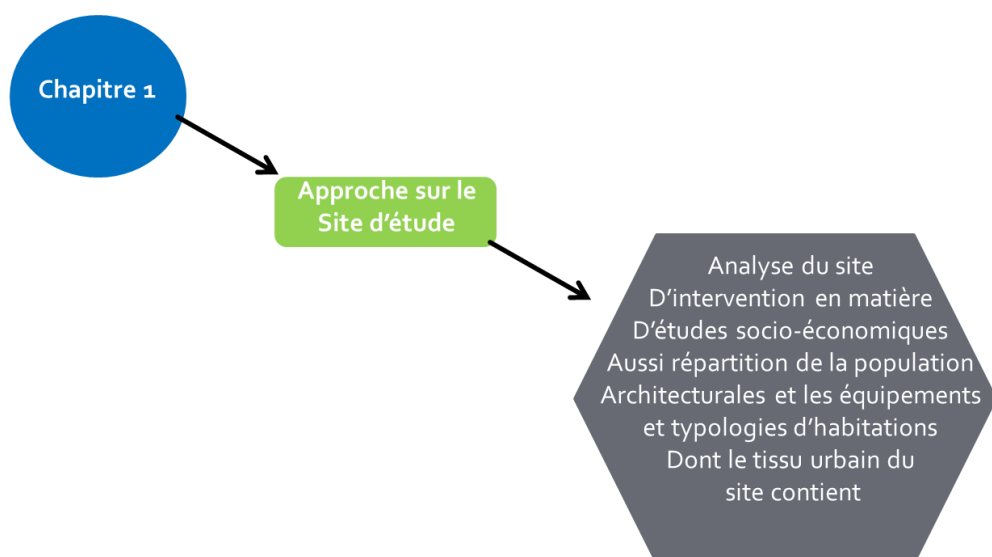 Chapitre 1
Approche sur le
Site d’étude
Analyse du site
D’intervention en matière
D’études socio-économiques
Aussi répartition de la population
Architecturales et les équipements
et typologies d’habitations
Dont le tissu urbain du
site contient